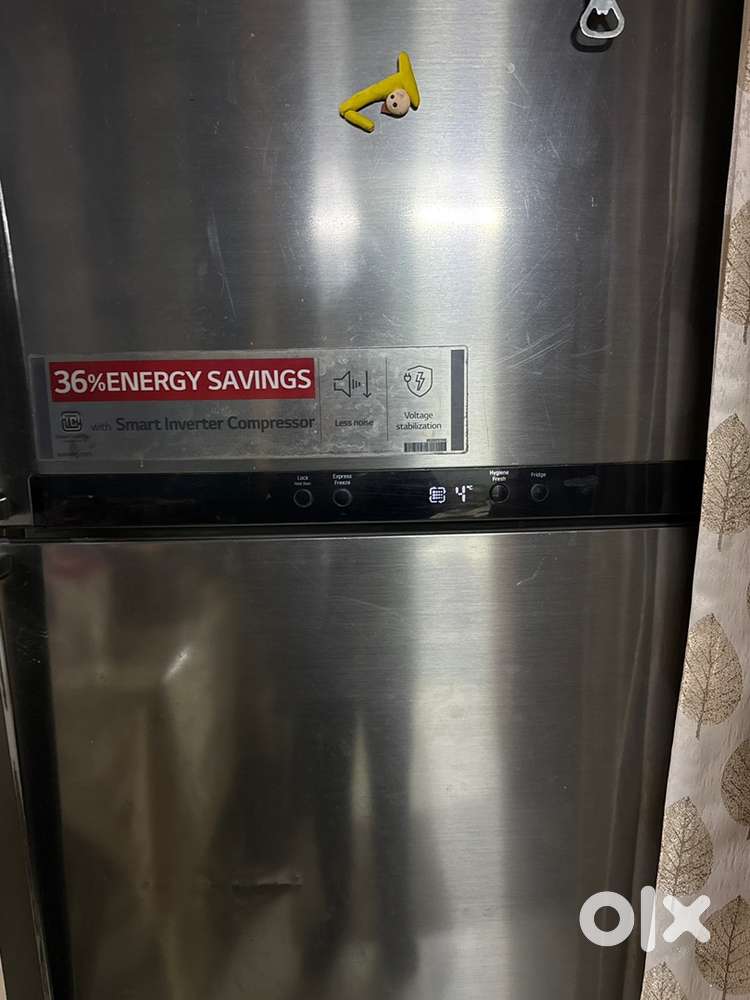 36%ENERGY SAVINGS
with Smart Inverter Compressor
Less noise
Voltage
stabilization
Lock
Express
Freeze
4°C
Hygiene
Fresh
Fridge
olx